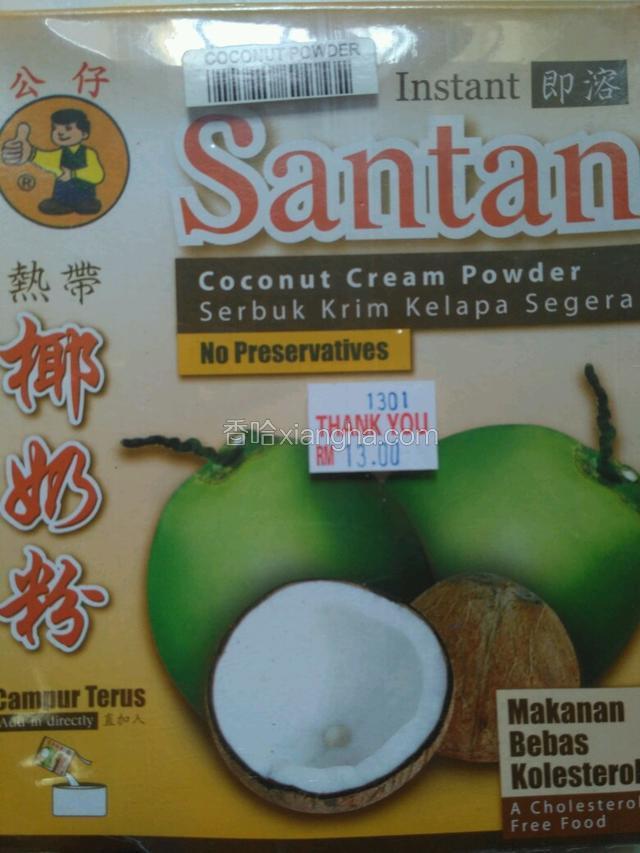 COCONUT POWDER
Instant 即溶
公仔
®
Santan
熱帶
椰奶粉
Coconut Cream Powder
Serbuk Krim Kelapa Segera
No Preservatives
1301
THANK YOU
RM 13.00
香哈xiangha.com
Campur Terus
Add in directly 直加入
Makanan
Bebas
Kolesterol
A Cholesterol
Free Food